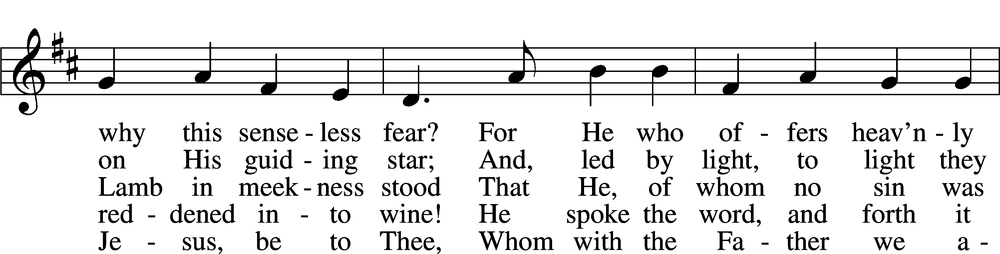 why this sense - less fear? For He who of - fers heav’n - ly
on His guid - ing star; And, led by light, to light they
Lamb in meek - ness stood That He, of whom no sin was
red - dened in - to wine! He spoke the word, and forth it
Je - sus, be to Thee, Whom with the Fa - ther we a -